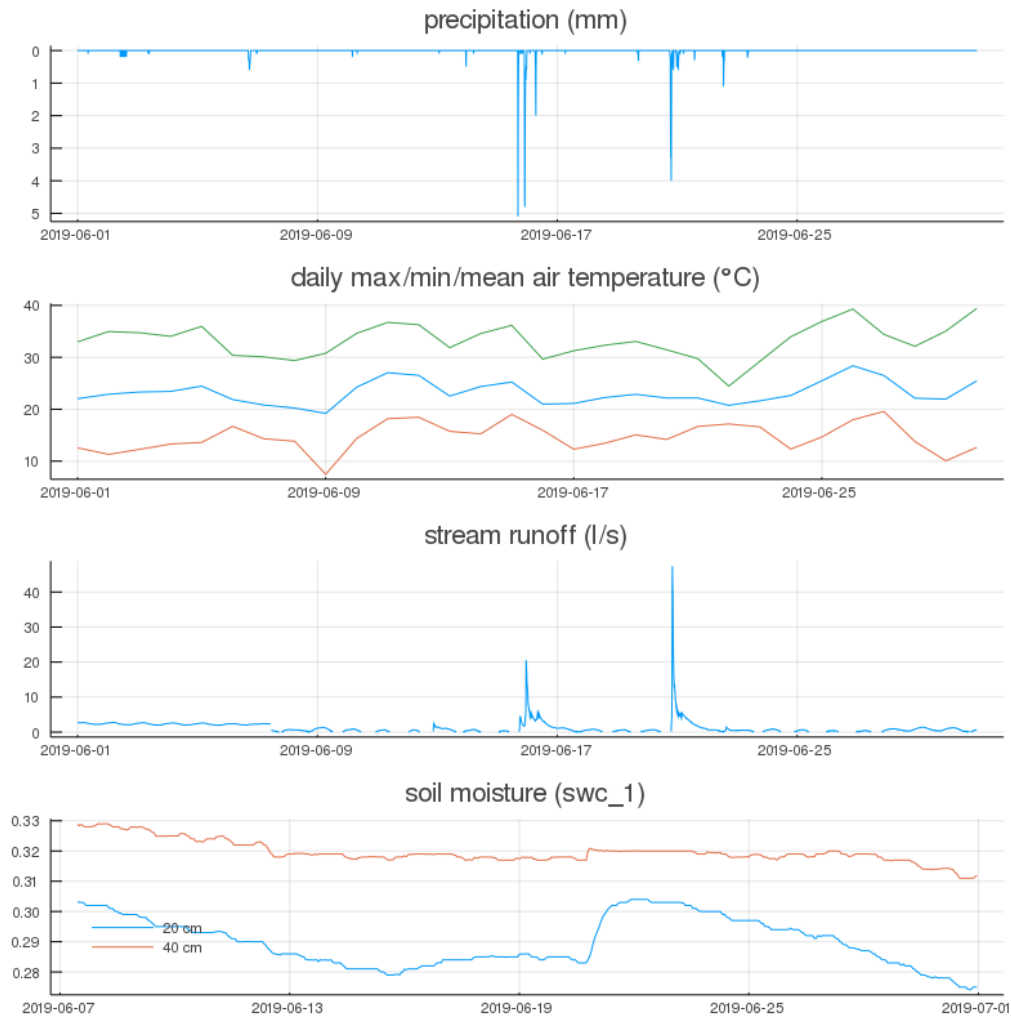 precipitation (mm)
0
1
2
3
4
5
2019-06-01 2019-06-09 2019-06-17 2019-06-25
daily max/min/mean air temperature (°C)
40
30
20
10
2019-06-01 2019-06-09 2019-06-17 2019-06-25
stream runoff (l/s)
40
30
20
10
0
2019-06-01 2019-06-09 2019-06-17 2019-06-25
soil moisture (swc_1)
0.33
0.32
0.31
0.30
20 cm
0.29
40 cm
0.28
2019-06-07 2019-06-13 2019-06-19 2019-06-25 2019-07-01